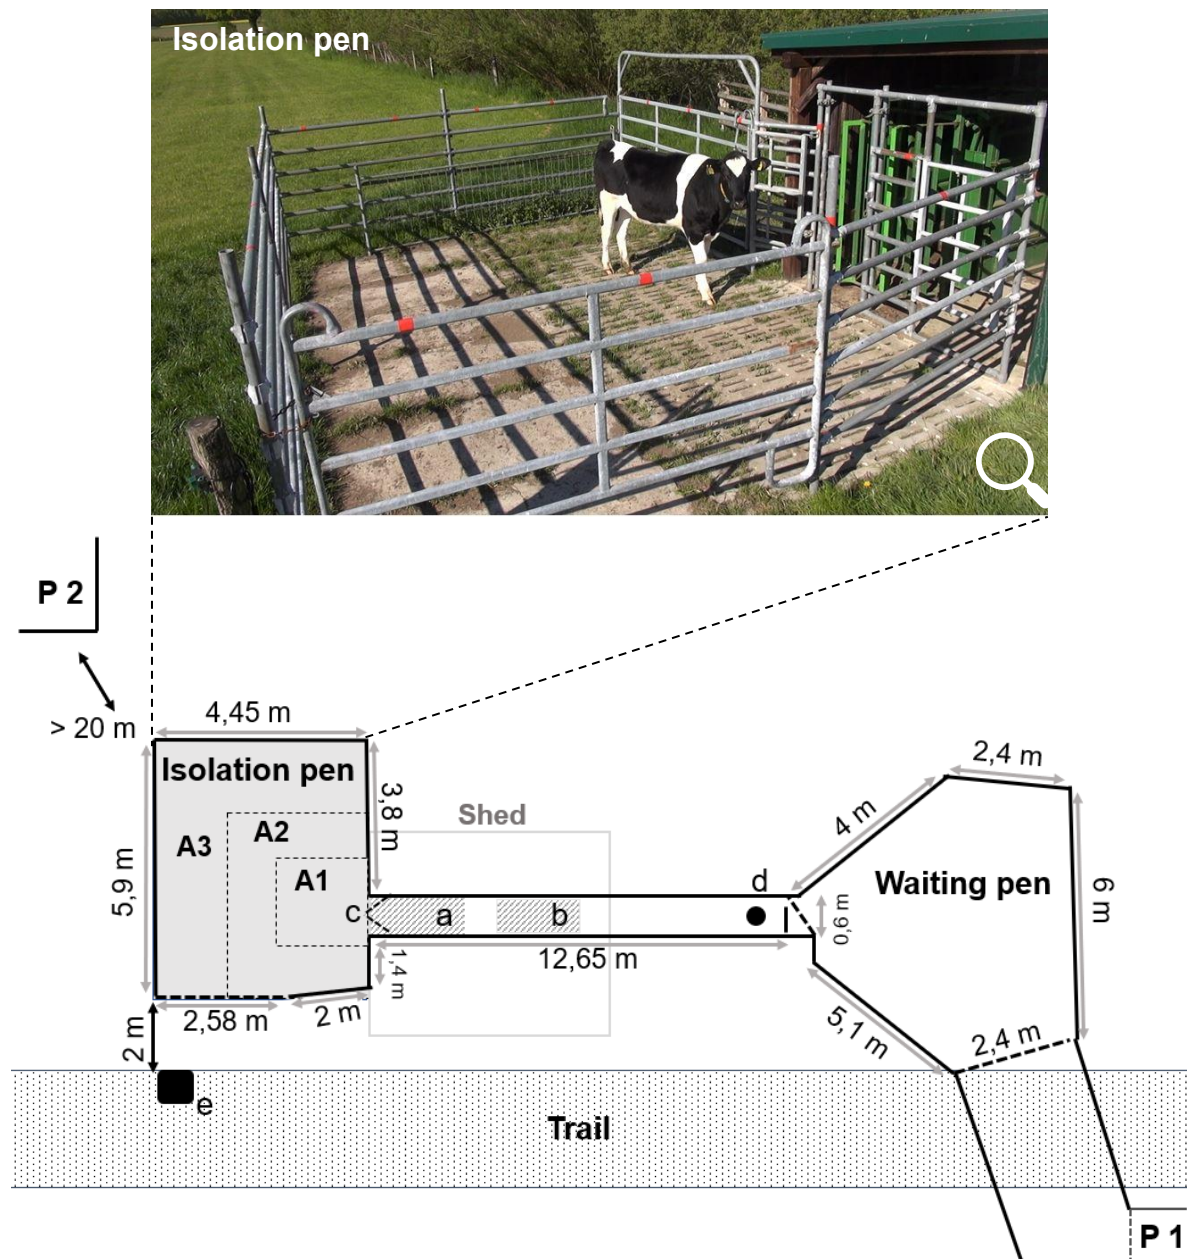 Isolation pen
P 2
> 20 m
4,45 m
Isolation pen
3,8 m
2,4 m
Shed
4 m
A2
A3
A1
5,9 m
d
Waiting pen
6 m
c
a
b
0,6 m
12,65 m
1,4 m
2,58 m
2 m
5,1 m
2,4 m
2 m
e
Trail
P 1